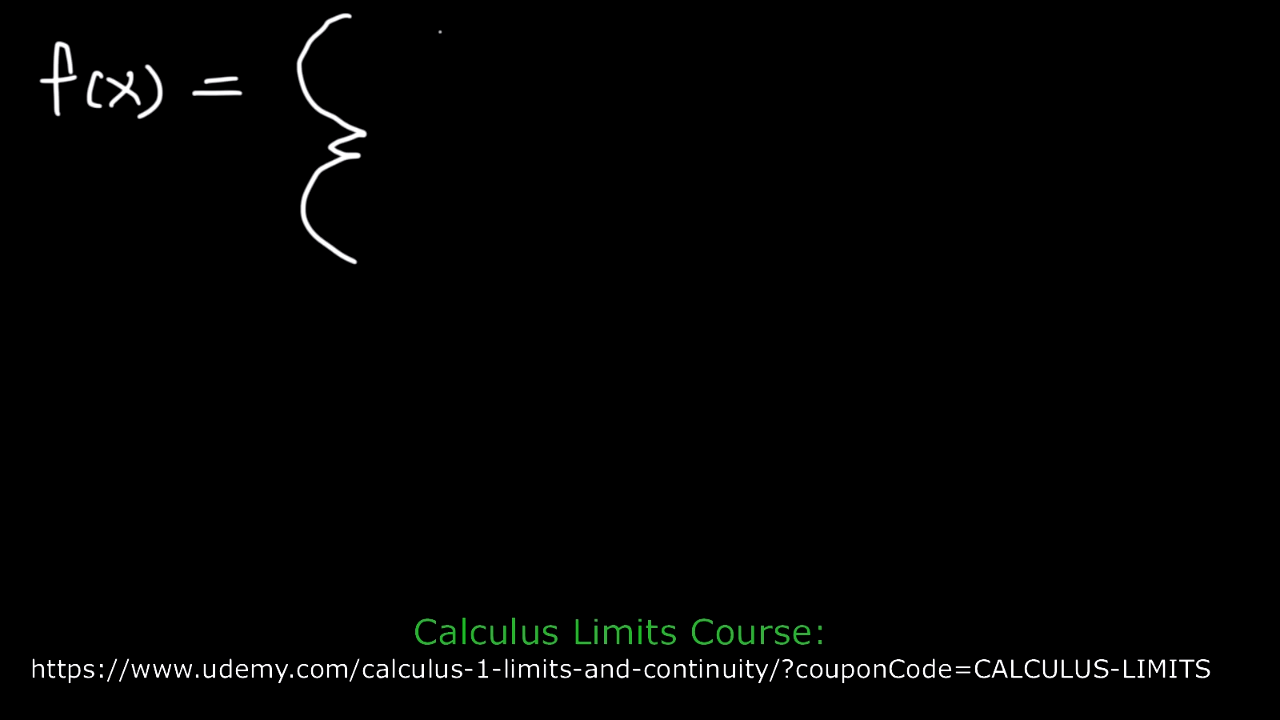 f(x) = {
Calculus Limits Course:
https://www.udemy.com/calculus-1-limits-and-continuity/?couponCode=CALCULUS-LIMITS